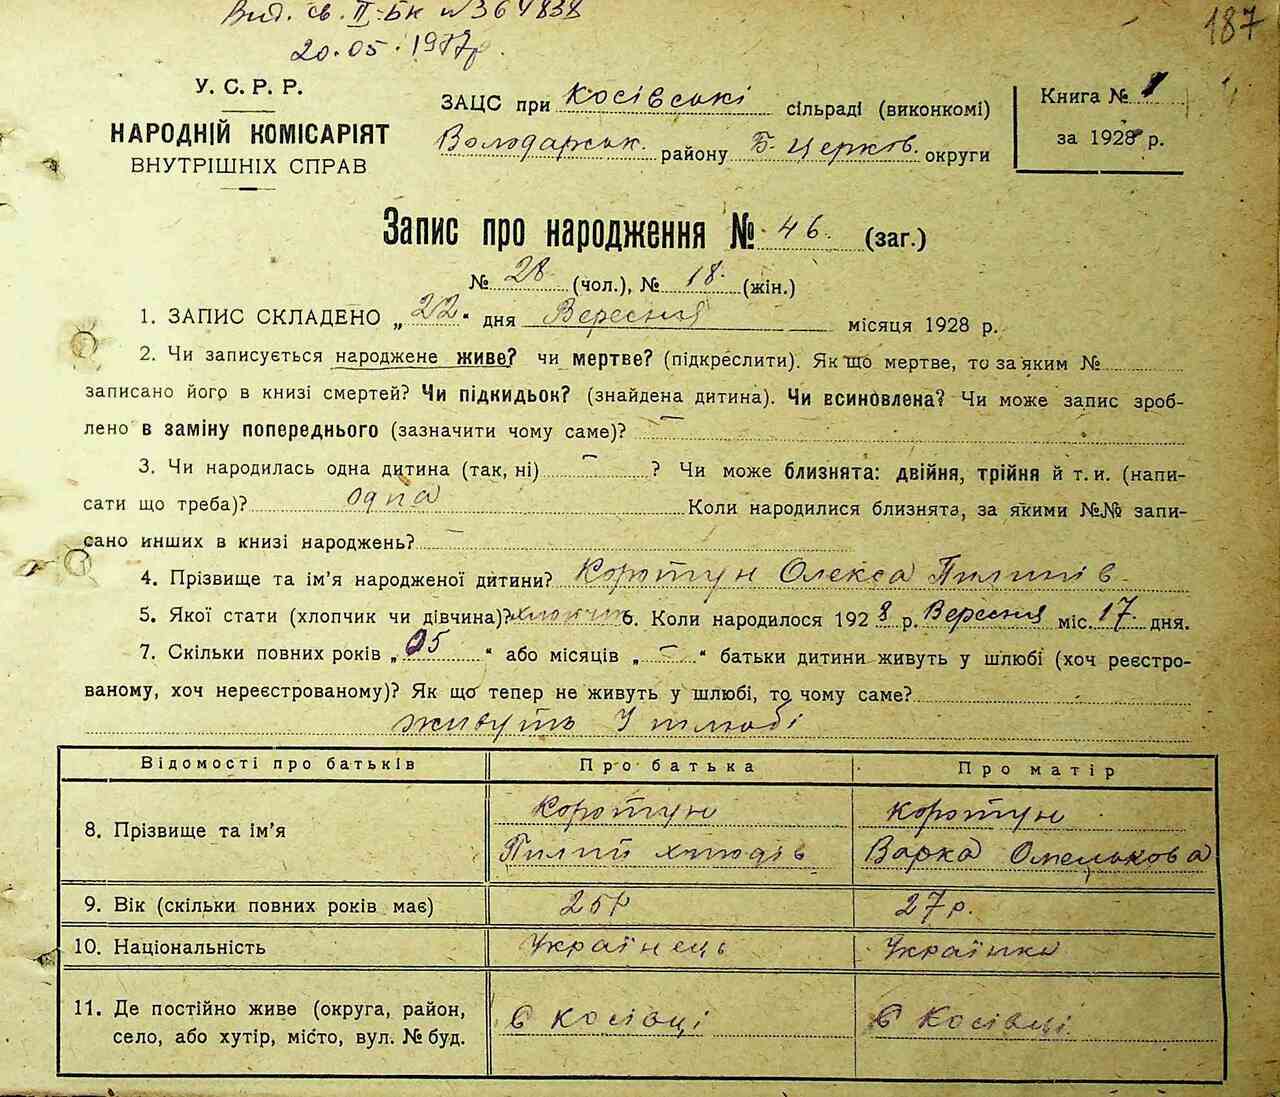 Вид. св. II-БК №364838
187
20.05.1977р.
У. С. Р. Р.
НАРОДНІЙ КОМІСАРІЯТ
ВНУТРІШНІХ СПРАВ
ЗАЦС при Косівські сільраді (виконкомі)
Володарськ. району Б. Церков. округи
Книга № 1
за 1928 р.
Запис про народження № 46. (заг.)
№ 28 (чол.), № 18. (жін.)
1. ЗАПИС СКЛАДЕНО „22“ дня Вересня місяця 1928 р.
2. Чи записується народжене живе? чи мертве? (підкреслити). Як що мертве, то за яким №
записано його в книзі смертей? Чи підкидьок? (знайдена дитина). Чи всиновлена? Чи може запис зроб-
лено в заміну попереднього (зазначити чому саме)? —
3. Чи народилась одна дитина (так, ні) — ? Чи може близнята: двійня, трійня й т. и. (напи-
сати що треба)? одна Коли народилися близнята, за якими №№ запи-
сано инших в книзі народжень? —
4. Прізвище та ім’я народженої дитини? Коротун Олекса Пилипів
5. Якої стати (хлопчик чи дівчина)? хлопчик 6. Коли народилося 1928 р. Вересня міс. 17 дня.
7. Скільки повних років „05“ або місяців „—“ батьки дитини живуть у шлюбі (хоч реєстро-
ваному, хоч нереєстрованому)? Як що тепер не живуть у шлюбі, то чому саме?
живуть У шлюбі
Відомості про батьків Про батька Про матір
8. Прізвище та ім’я Коротун Коротун
Пилип Варка Омелькова
9. Вік (скільки повних років має) 25р 27р.
10. Національність Українець Українка
11. Де постійно живе (округа, район,
село, або хутір, місто, вул. № буд.
в Косівці в Косівці